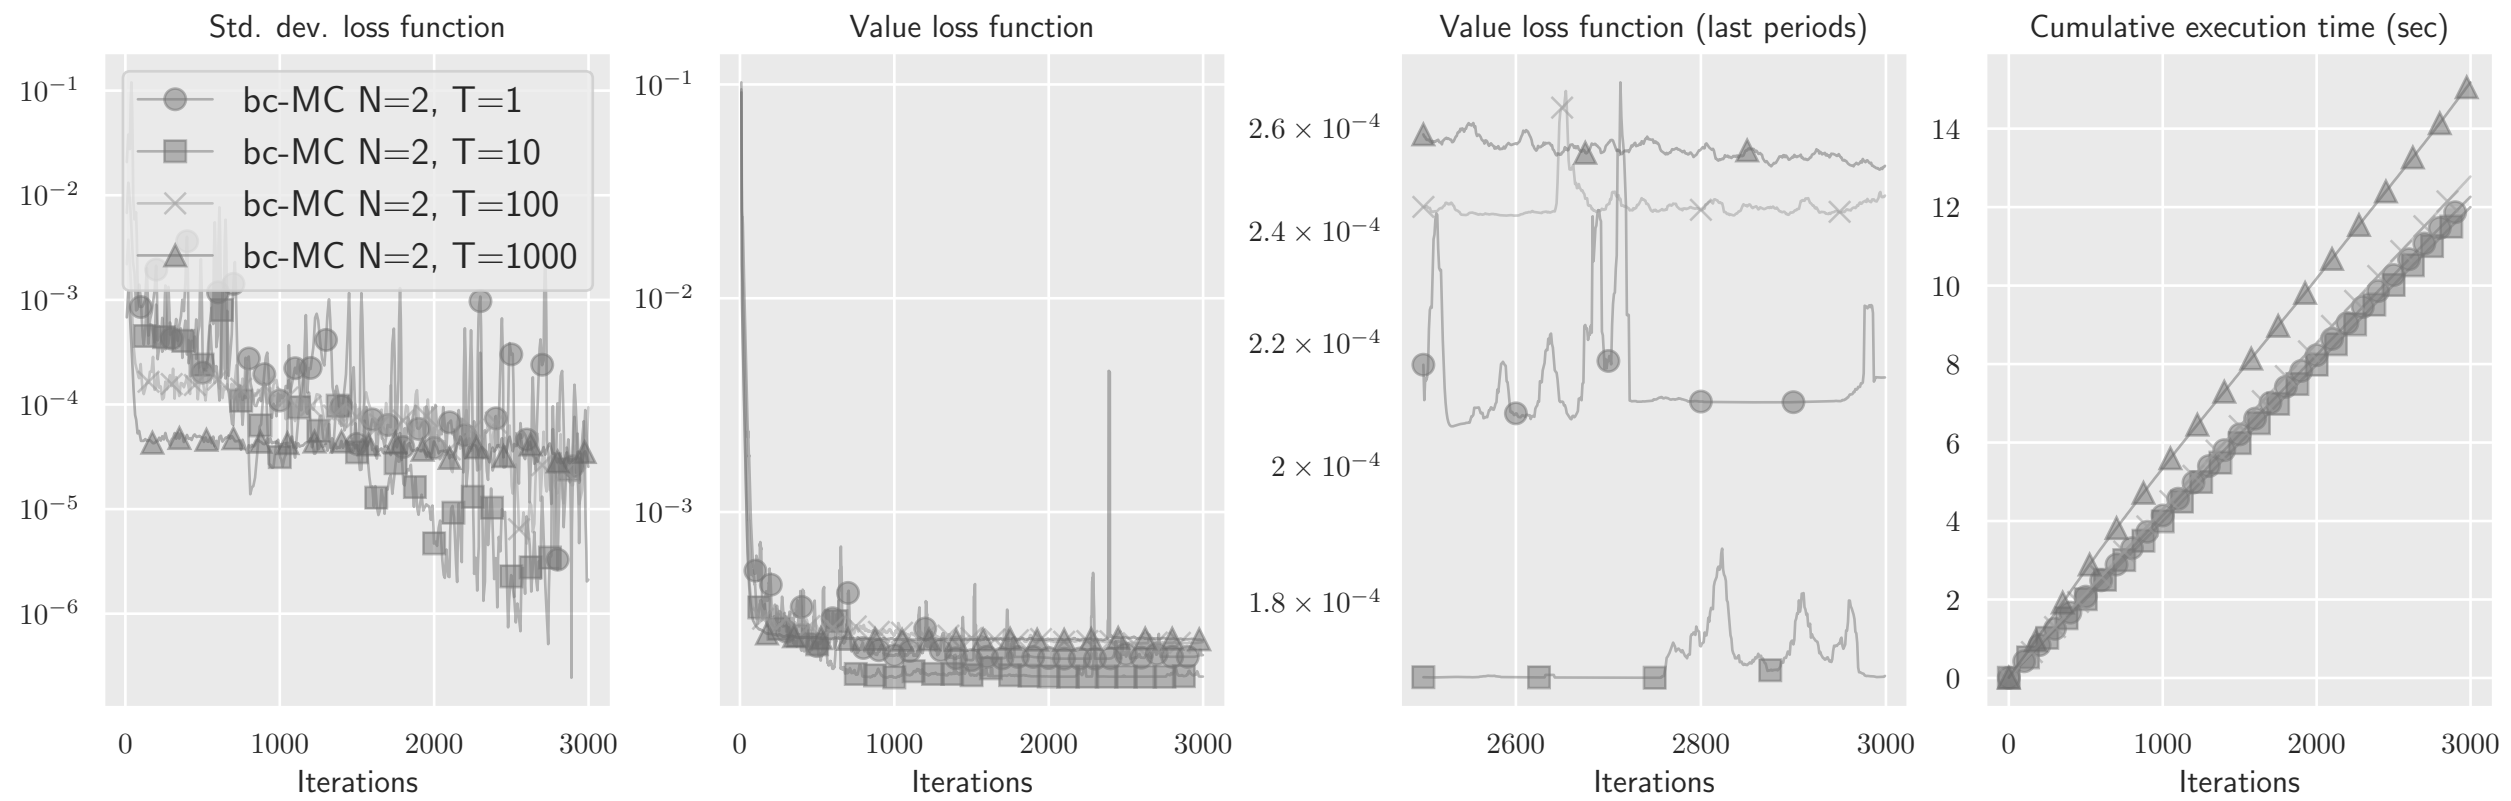 Std. dev. loss function
10⁻¹
10⁻²
10⁻³
10⁻⁴
10⁻⁵
10⁻⁶
bc-MC N=2, T=1
bc-MC N=2, T=10
bc-MC N=2, T=100
bc-MC N=2, T=1000
0 1000 2000 3000
Iterations
Value loss function
10⁻¹
10⁻²
10⁻³
0 1000 2000 3000
Iterations
Value loss function (last periods)
2.6 × 10⁻⁴
2.4 × 10⁻⁴
2.2 × 10⁻⁴
2 × 10⁻⁴
1.8 × 10⁻⁴
2600 2800 3000
Iterations
Cumulative execution time (sec)
14
12
10
8
6
4
2
0
0 1000 2000 3000
Iterations